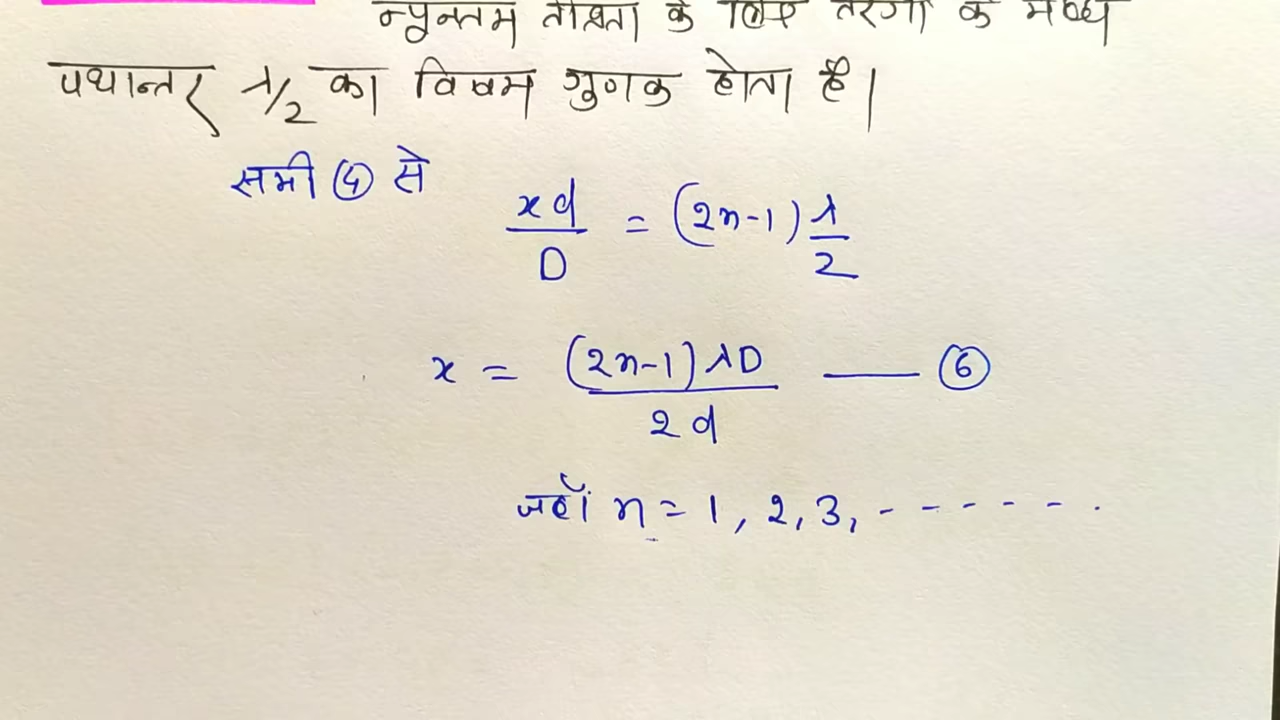 न्यूनतम तीव्रता के लिए तरंगों के मध्य
पथान्तर λ/2 का विषम गुणक होता है।
समी ④ से
xd/D = (2n-1) λ/2
x = (2n-1)λD/2d —— ⑥
जहाँ n = 1, 2, 3, - - - - - - .